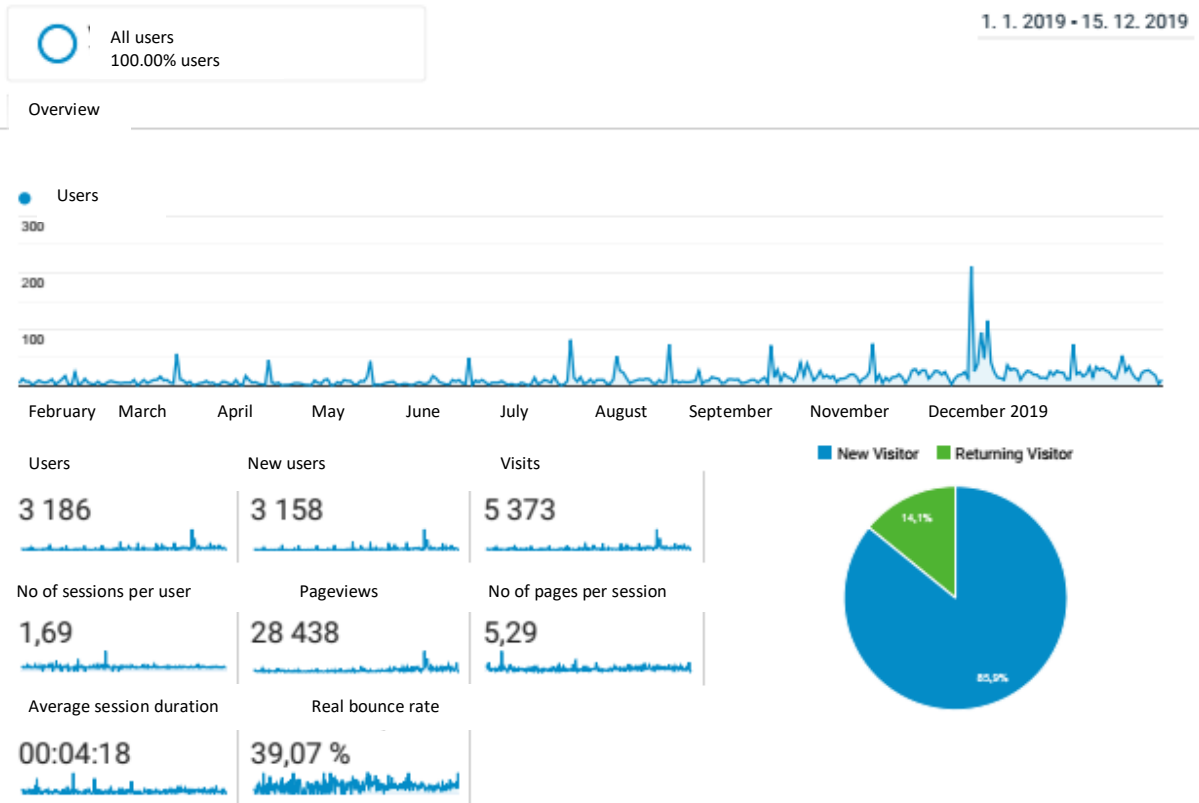 All users
100.00% users
1. 1. 2019 - 15. 12. 2019
Overview
Users
300
200
100
February March April May June July August September November December 2019
Users New users Visits
3 186 3 158 5 373
No of sessions per user Pageviews No of pages per session
1,69 28 438 5,29
Average session duration Real bounce rate
00:04:18 39,07 %
New Visitor Returning Visitor
14,1%
85,9%